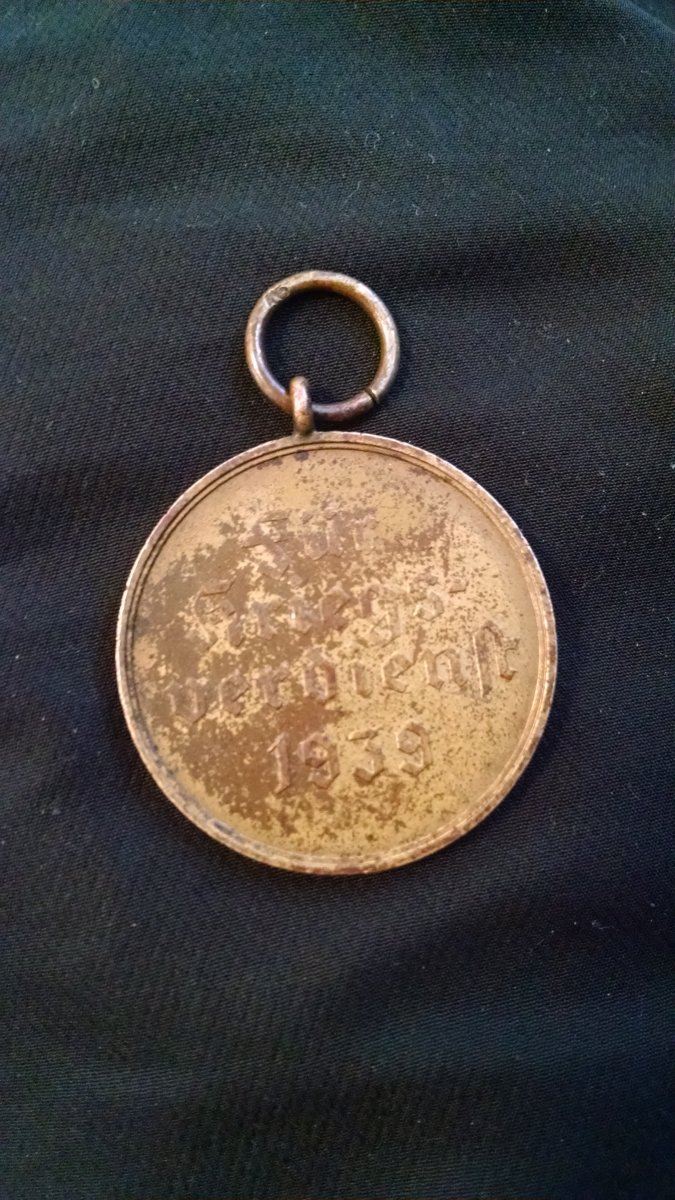 Für
Kriegs-
verdienst
1939